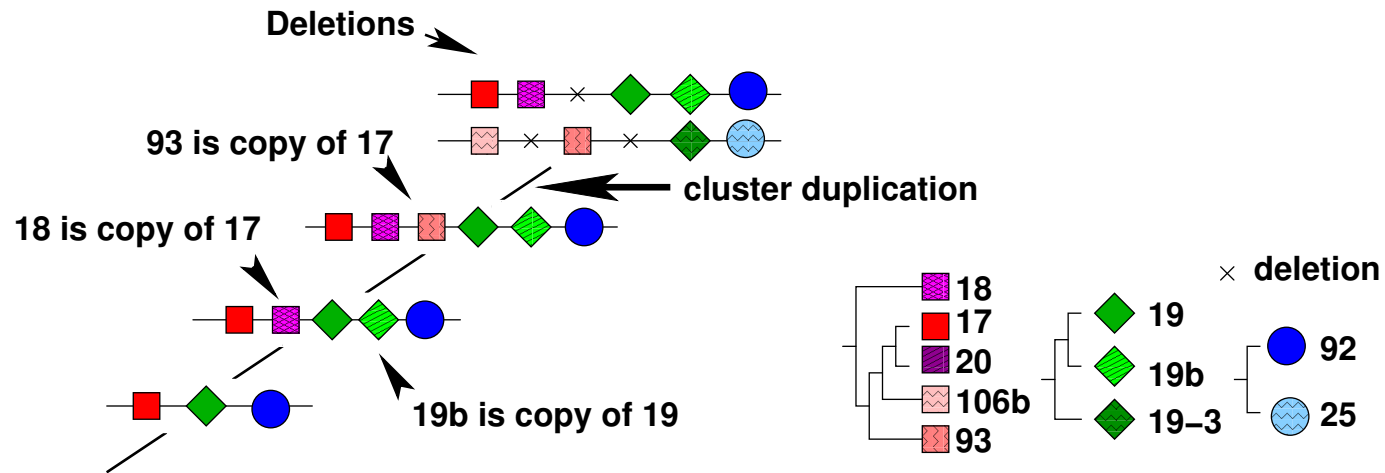 Deletions
93 is copy of 17
cluster duplication
18 is copy of 17
19b is copy of 19
18
17
20
106b
93
19
19b
19−3
× deletion
92
25